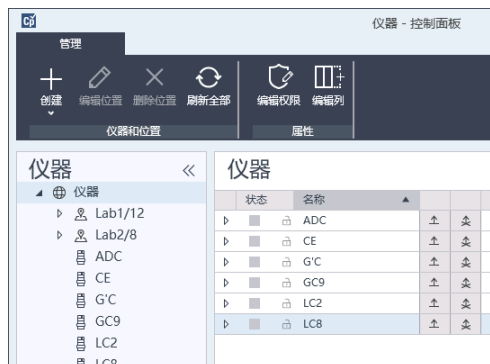 Cp
仪器 - 控制面板
管理
创建 编辑位置 删除位置 刷新全部 编辑权限 编辑列
仪器和位置 属性
仪器 仪器
仪器 状态 名称
Lab1/12 ADC
Lab2/8 CE
ADC G'C
CE GC9
G'C LC2
GC9 LC8
LC2
LC8